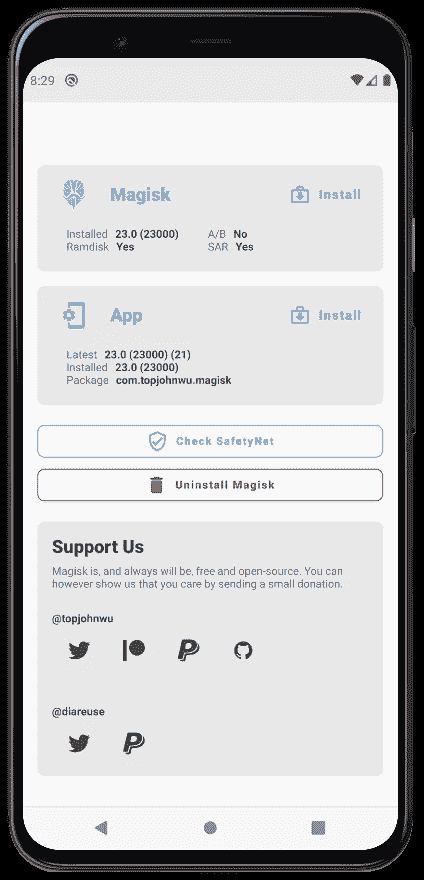 8:29
Magisk Install
Installed 23.0 (23000) A/B No
Ramdisk Yes SAR Yes
App Install
Latest 23.0 (23000) (21)
Installed 23.0 (23000)
Package com.topjohnwu.magisk
Check SafetyNet
Uninstall Magisk
Support Us
Magisk is, and always will be, free and open-source. You can
however show us that you care by sending a small donation.
@topjohnwu
@diareuse